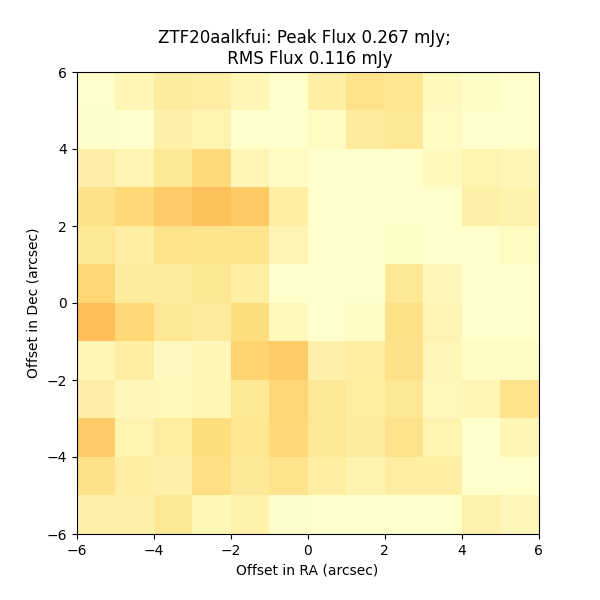 ZTF20aalkfui: Peak Flux 0.267 mJy;
RMS Flux 0.116 mJy
6
4
2
0
−2
−4
−6
Offset in Dec (arcsec)
−6 −4 −2 0 2 4 6
Offset in RA (arcsec)